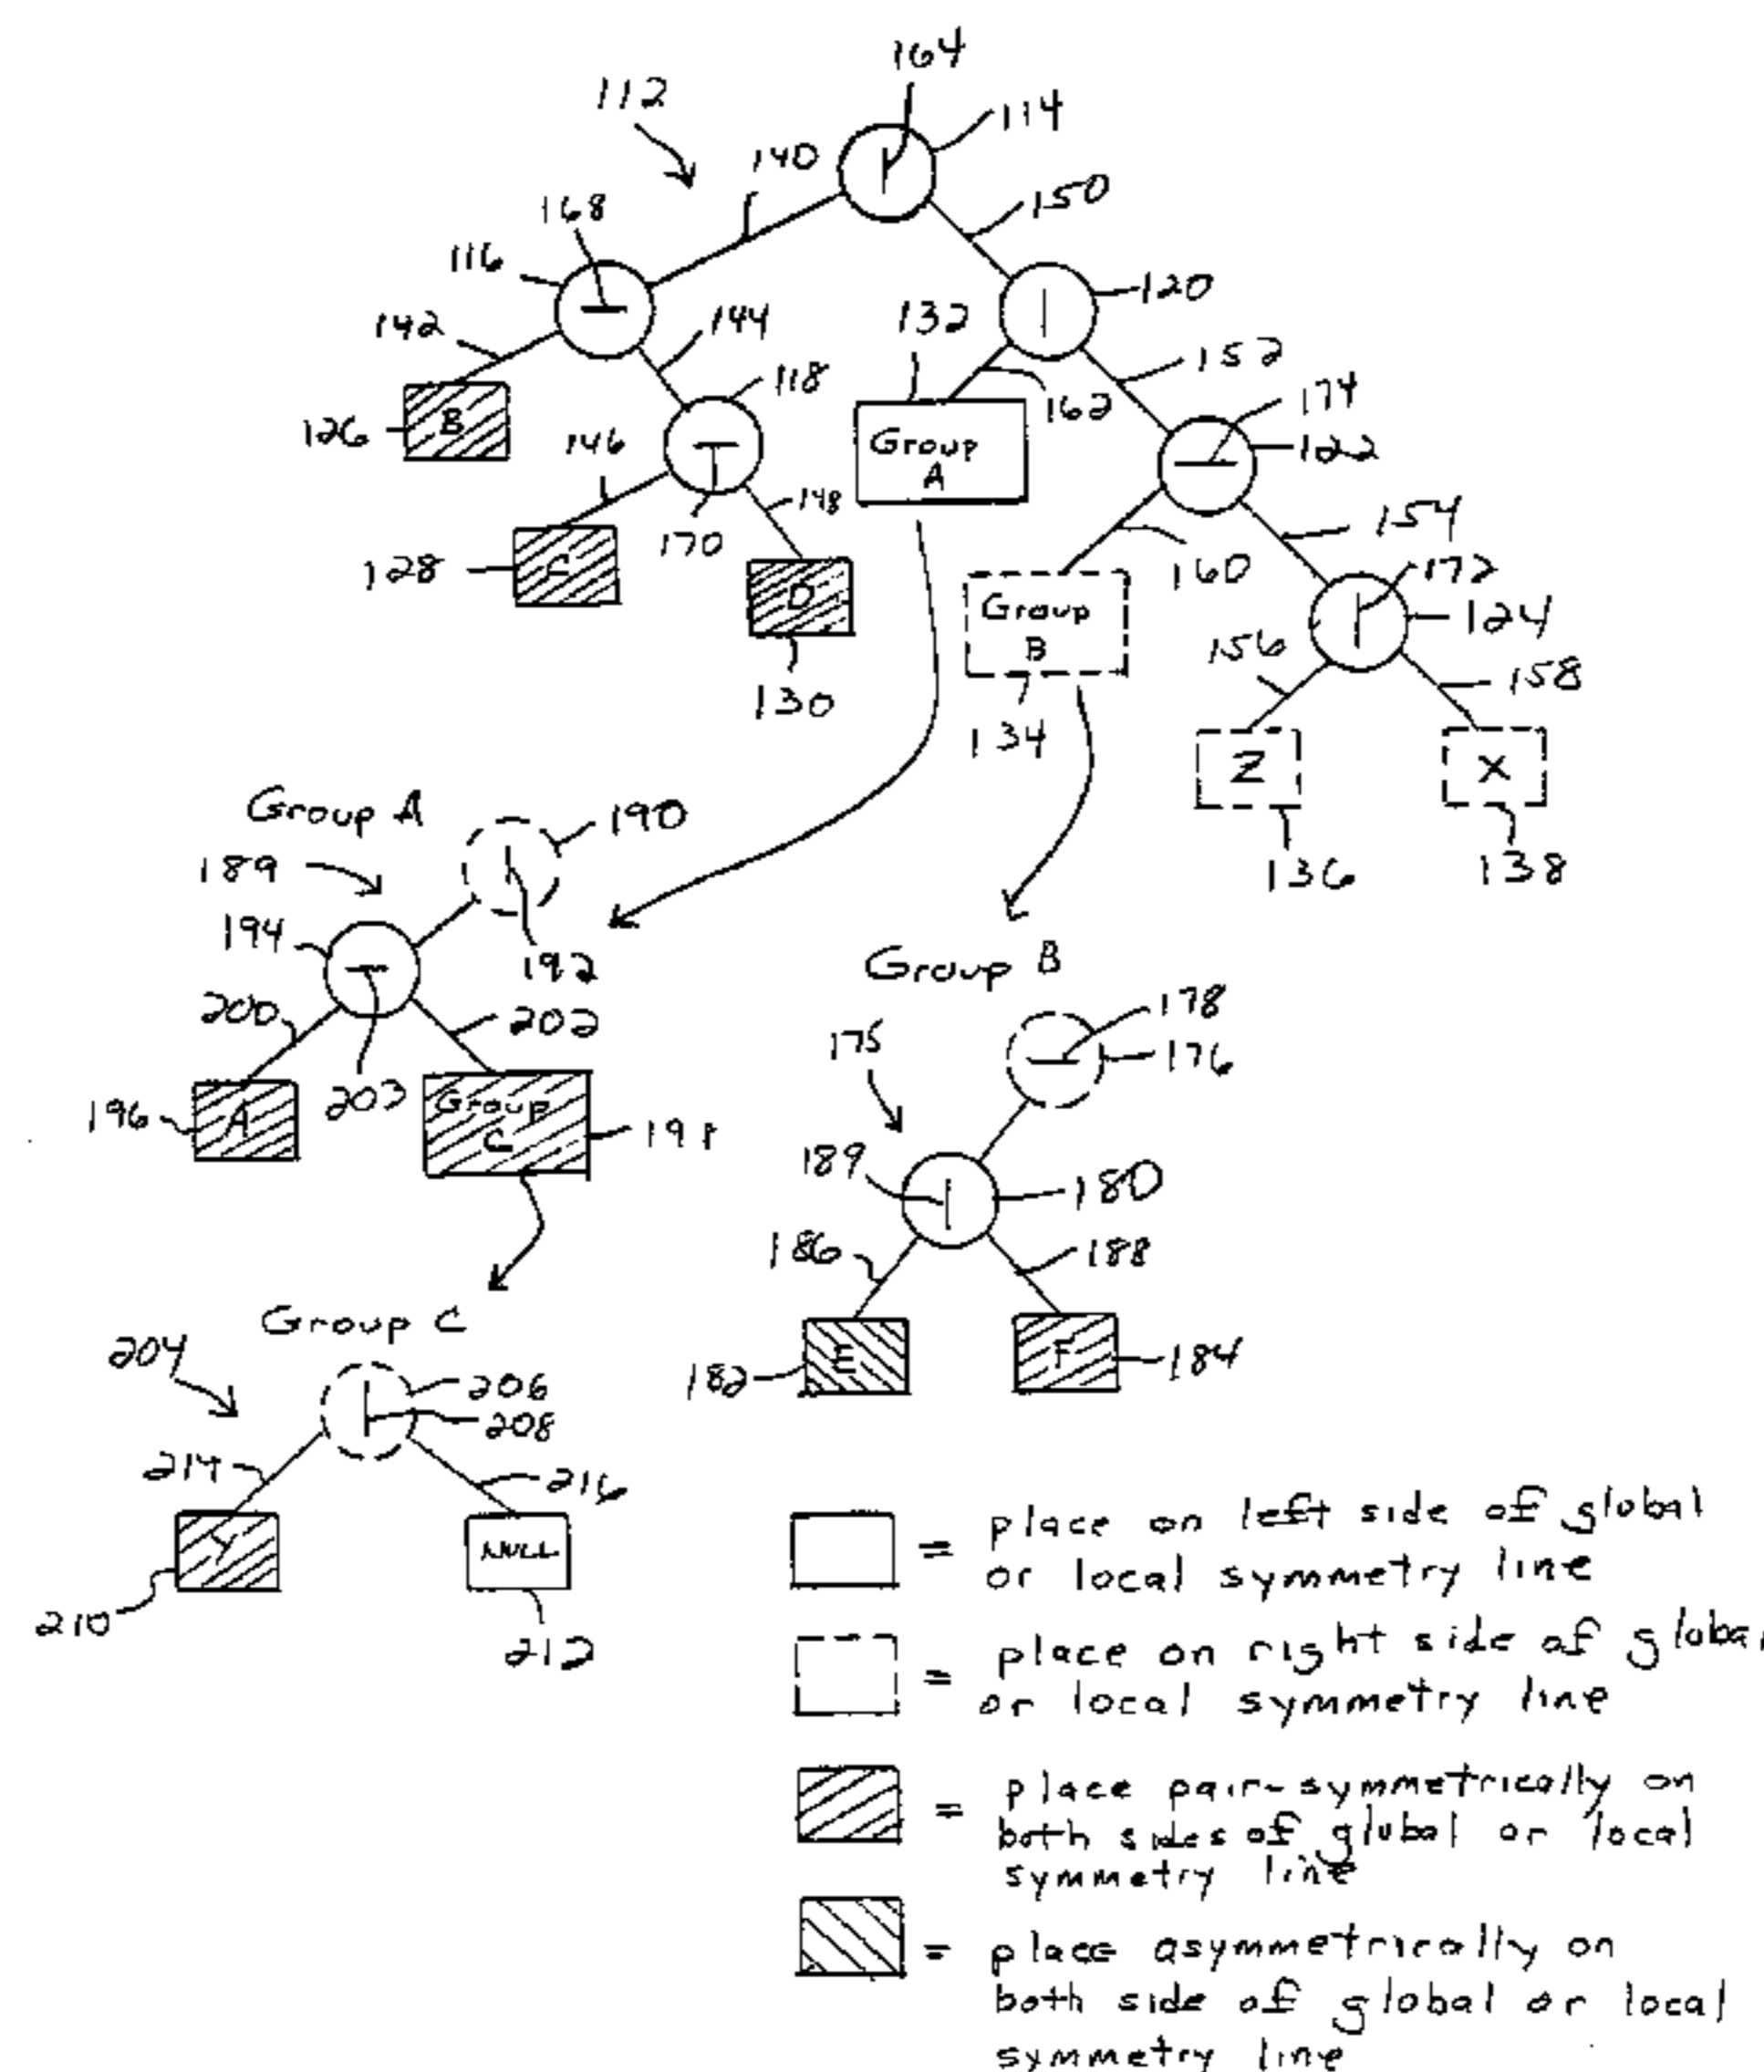 164
112
114
140
150
168
116
120
142
144
132
152
118
174
162
122
B
126
146
Group
A
148
154
170
160
172
C
128
D
Group
B
124
156
158
130
134
Z
X
136
138
Group A
190
189
194
192
Group B
200
202
178
175
176
196
A
203
Group
C
189
180
186
188
Group C
204
206
208
E
F
182
184
214
216
Y
NULL
210
212
= place on left side of global
or local symmetry line
= place on right side of global
or local symmetry line
= place pair-symmetrically on
both sides of global or local
symmetry line
= place asymmetrically on
both side of global or local
symmetry line